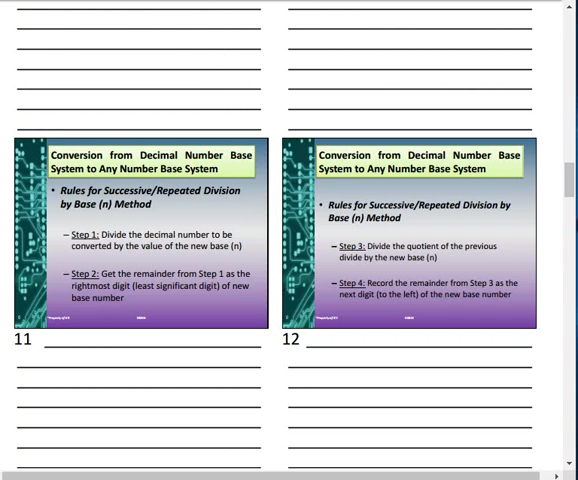 Conversion from Decimal Number Base
System to Any Number Base System
• Rules for Successive/Repeated Division
by Base (n) Method
– Step 1: Divide the decimal number to be
converted by the value of the new base (n)
– Step 2: Get the remainder from Step 1 as the
rightmost digit (least significant digit) of new
base number
11
Conversion from Decimal Number Base
System to Any Number Base System
• Rules for Successive/Repeated Division by
Base (n) Method
– Step 3: Divide the quotient of the previous
divide by the new base (n)
– Step 4: Record the remainder from Step 3 as the
next digit (to the left) of the new base number
12